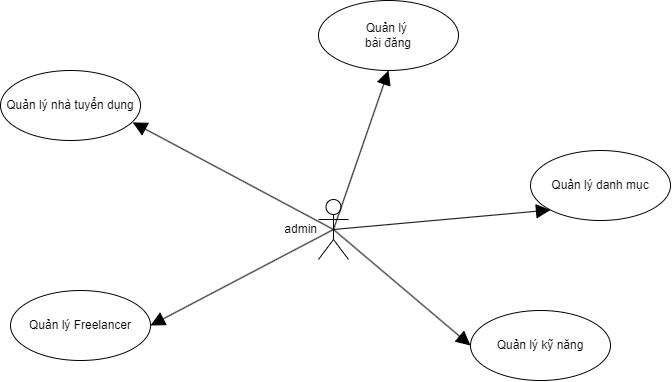 Quản lý
bài đăng
Quản lý nhà tuyển dụng
Quản lý danh mục
admin
Quản lý Freelancer
Quản lý kỹ năng